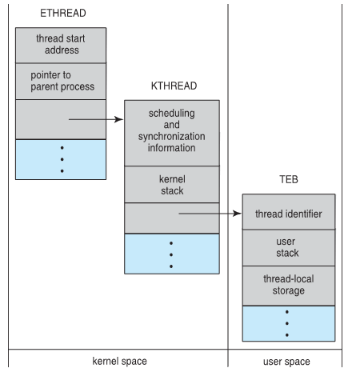 ETHREAD
thread start
address
pointer to
parent process
KTHREAD
scheduling
and
synchronization
information
kernel
stack
TEB
thread identifier
user
stack
thread-local
storage
kernel space
user space